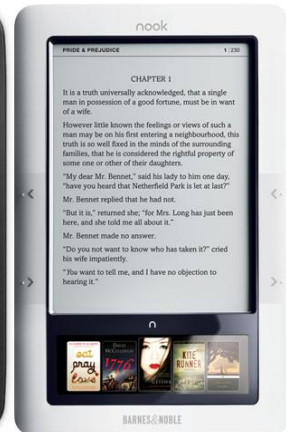 nook
PRIDE & PREJUDICE 1 | 230
CHAPTER 1
It is a truth universally acknowledged, that a single
man in possession of a good fortune, must be in want
of a wife.
However little known the feelings or views of such a
man may be on his first entering a neighbourhood, this
truth is so well fixed in the minds of the surrounding
families, that he is considered the rightful property of
some one or other of their daughters.
"My dear Mr. Bennet," said his lady to him one day,
"have you heard that Netherfield Park is let at last?"
Mr. Bennet replied that he had not.
"But it is," returned she; "for Mrs. Long has just been
here, and she told me all about it."
Mr. Bennet made no answer.
"Do you not want to know who has taken it?" cried
his wife impatiently.
"You want to tell me, and I have no objection to
hearing it."
n
eat
pray
love
1776
KITE
RUNNER
BARNES&NOBLE